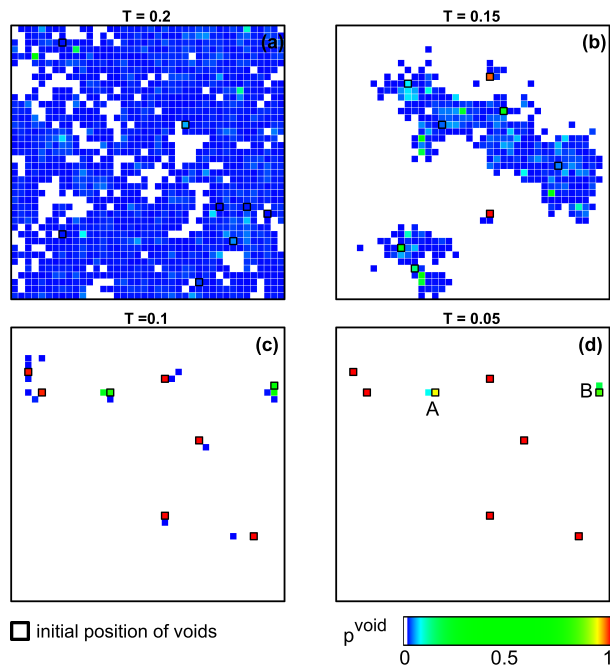 T = 0.2
T = 0.15
(a)
(b)
T =0.1
T = 0.05
(c)
(d)
A
B
initial position of voids
p^void
0 0.5 1